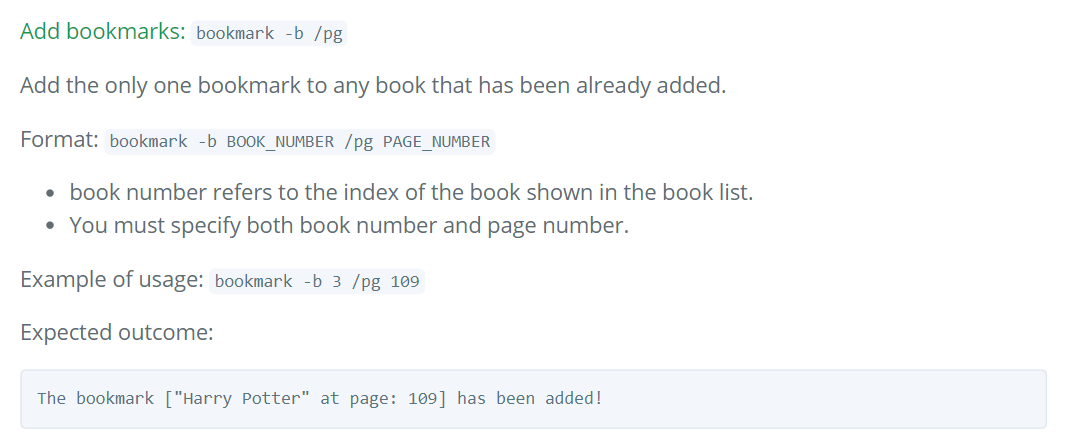 Add bookmarks: bookmark -b /pg
Add the only one bookmark to any book that has been already added.
Format: bookmark -b BOOK_NUMBER /pg PAGE_NUMBER
• book number refers to the index of the book shown in the book list.
• You must specify both book number and page number.
Example of usage: bookmark -b 3 /pg 109
Expected outcome:
The bookmark ["Harry Potter" at page: 109] has been added!